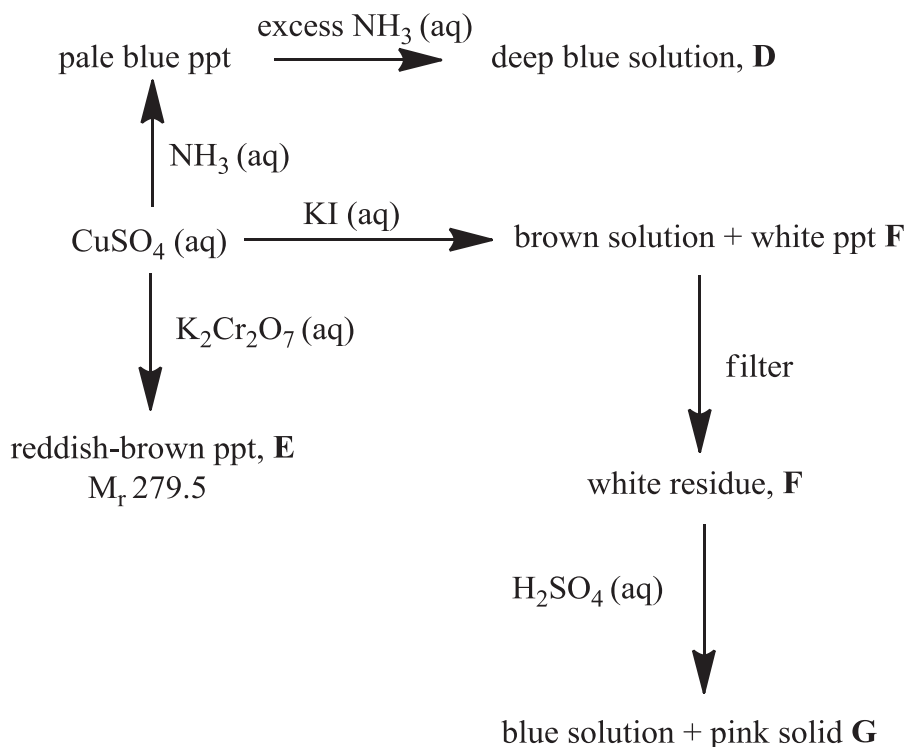 pale blue ppt
excess NH₃ (aq)
deep blue solution, D
NH₃ (aq)
CuSO₄ (aq)
KI (aq)
brown solution + white ppt F
K₂Cr₂O₇ (aq)
filter
reddish-brown ppt, E
Mᵣ 279.5
white residue, F
H₂SO₄ (aq)
blue solution + pink solid G